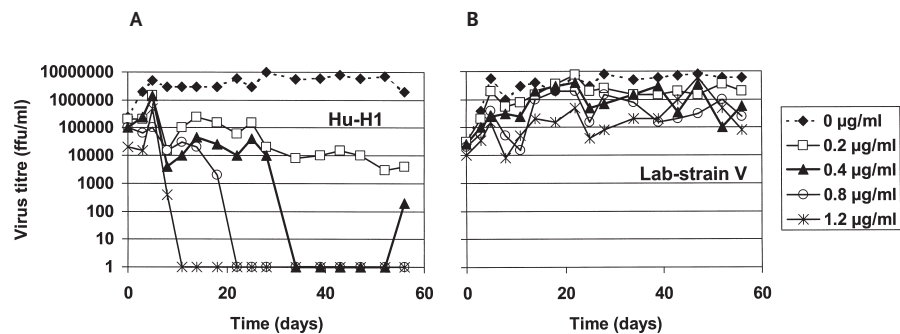 A
B
10000000
1000000
100000
10000
1000
100
10
1
Virus titre (ffu/ml)
Hu-H1
0
20
40
60
Time (days)
Lab-strain V
0
20
40
60
Time (days)
0 µg/ml
0.2 µg/ml
0.4 µg/ml
0.8 µg/ml
1.2 µg/ml